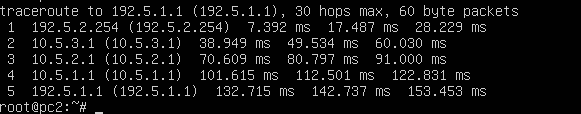 traceroute to 192.5.1.1 (192.5.1.1), 30 hops max, 60 byte packets
1 192.5.2.254 (192.5.2.254) 7.392 ms 17.487 ms 28.229 ms
2 10.5.3.1 (10.5.3.1) 38.949 ms 49.534 ms 60.030 ms
3 10.5.2.1 (10.5.2.1) 70.609 ms 80.797 ms 91.000 ms
4 10.5.1.1 (10.5.1.1) 101.615 ms 112.501 ms 122.831 ms
5 192.5.1.1 (192.5.1.1) 132.715 ms 142.737 ms 153.453 ms
root@pc2:~# _